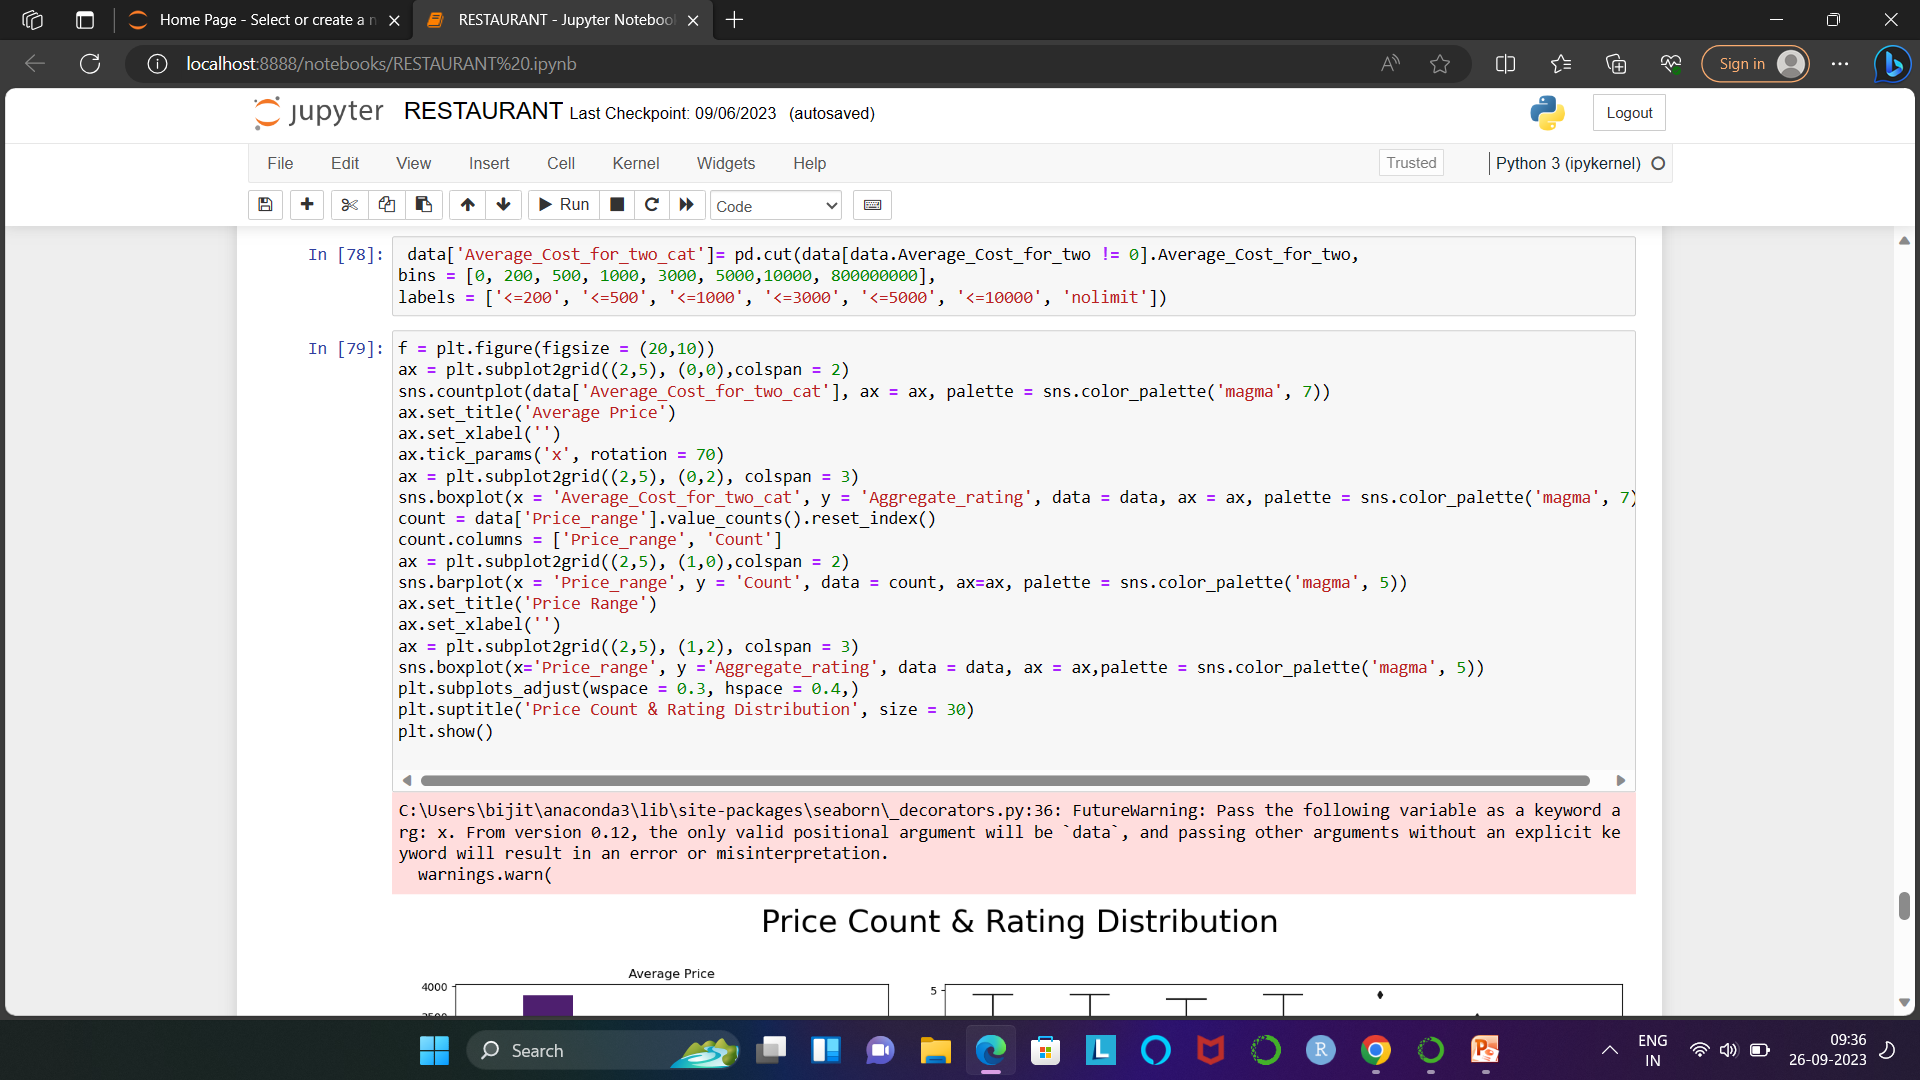 Home Page - Select or create a n
RESTAURANT - Jupyter Notebook
localhost:8888/notebooks/RESTAURANT%20.ipynb
Sign in
jupyter RESTAURANT Last Checkpoint: 09/06/2023 (autosaved)
Logout
File Edit View Insert Cell Kernel Widgets Help
Trusted
Python 3 (ipykernel)
Run
Code
In [78]: data['Average_Cost_for_two_cat']= pd.cut(data[data.Average_Cost_for_two != 0].Average_Cost_for_two,
bins = [0, 200, 500, 1000, 3000, 5000,10000, 800000000],
labels = ['<=200', '<=500', '<=1000', '<=3000', '<=5000', '<=10000', 'nolimit'])
In [79]: f = plt.figure(figsize = (20,10))
ax = plt.subplot2grid((2,5), (0,0),colspan = 2)
sns.countplot(data['Average_Cost_for_two_cat'], ax = ax, palette = sns.color_palette('magma', 7))
ax.set_title('Average Price')
ax.set_xlabel('')
ax.tick_params('x', rotation = 70)
ax = plt.subplot2grid((2,5), (0,2), colspan = 3)
sns.boxplot(x = 'Average_Cost_for_two_cat', y = 'Aggregate_rating', data = data, ax = ax, palette = sns.color_palette('magma', 7)
count = data['Price_range'].value_counts().reset_index()
count.columns = ['Price_range', 'Count']
ax = plt.subplot2grid((2,5), (1,0),colspan = 2)
sns.barplot(x = 'Price_range', y = 'Count', data = count, ax=ax, palette = sns.color_palette('magma', 5))
ax.set_title('Price Range')
ax.set_xlabel('')
ax = plt.subplot2grid((2,5), (1,2), colspan = 3)
sns.boxplot(x='Price_range', y ='Aggregate_rating', data = data, ax = ax,palette = sns.color_palette('magma', 5))
plt.subplots_adjust(wspace = 0.3, hspace = 0.4,)
plt.suptitle('Price Count & Rating Distribution', size = 30)
plt.show()
C:\Users\bijit\anaconda3\lib\site-packages\seaborn\_decorators.py:36: FutureWarning: Pass the following variable as a keyword a
rg: x. From version 0.12, the only valid positional argument will be `data`, and passing other arguments without an explicit ke
yword will result in an error or misinterpretation.
warnings.warn(
Price Count & Rating Distribution
Average Price
4000
5
Search
ENG
IN
09:36
26-09-2023